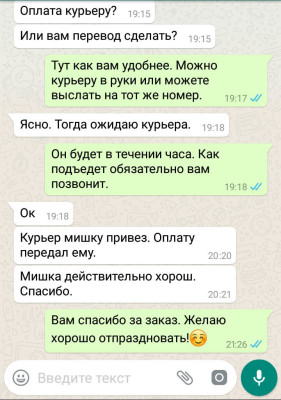 Оплата курьеру? 19:15
Или вам перевод сделать? 19:15
Тут как вам удобнее. Можно
курьеру в руки или можете
выслать на тот же номер. 19:17
Ясно. Тогда ожидаю курьера. 19:18
Он будет в течении часа. Как
подъедет обязательно вам
позвонит. 19:18
Ок 19:18
Курьер мишку привез. Оплату
передал ему. 20:20
Мишка действительно хорош.
Спасибо. 20:21
Вам спасибо за заказ. Желаю
хорошо отпраздновать!☺️ 21:26
Введите текст